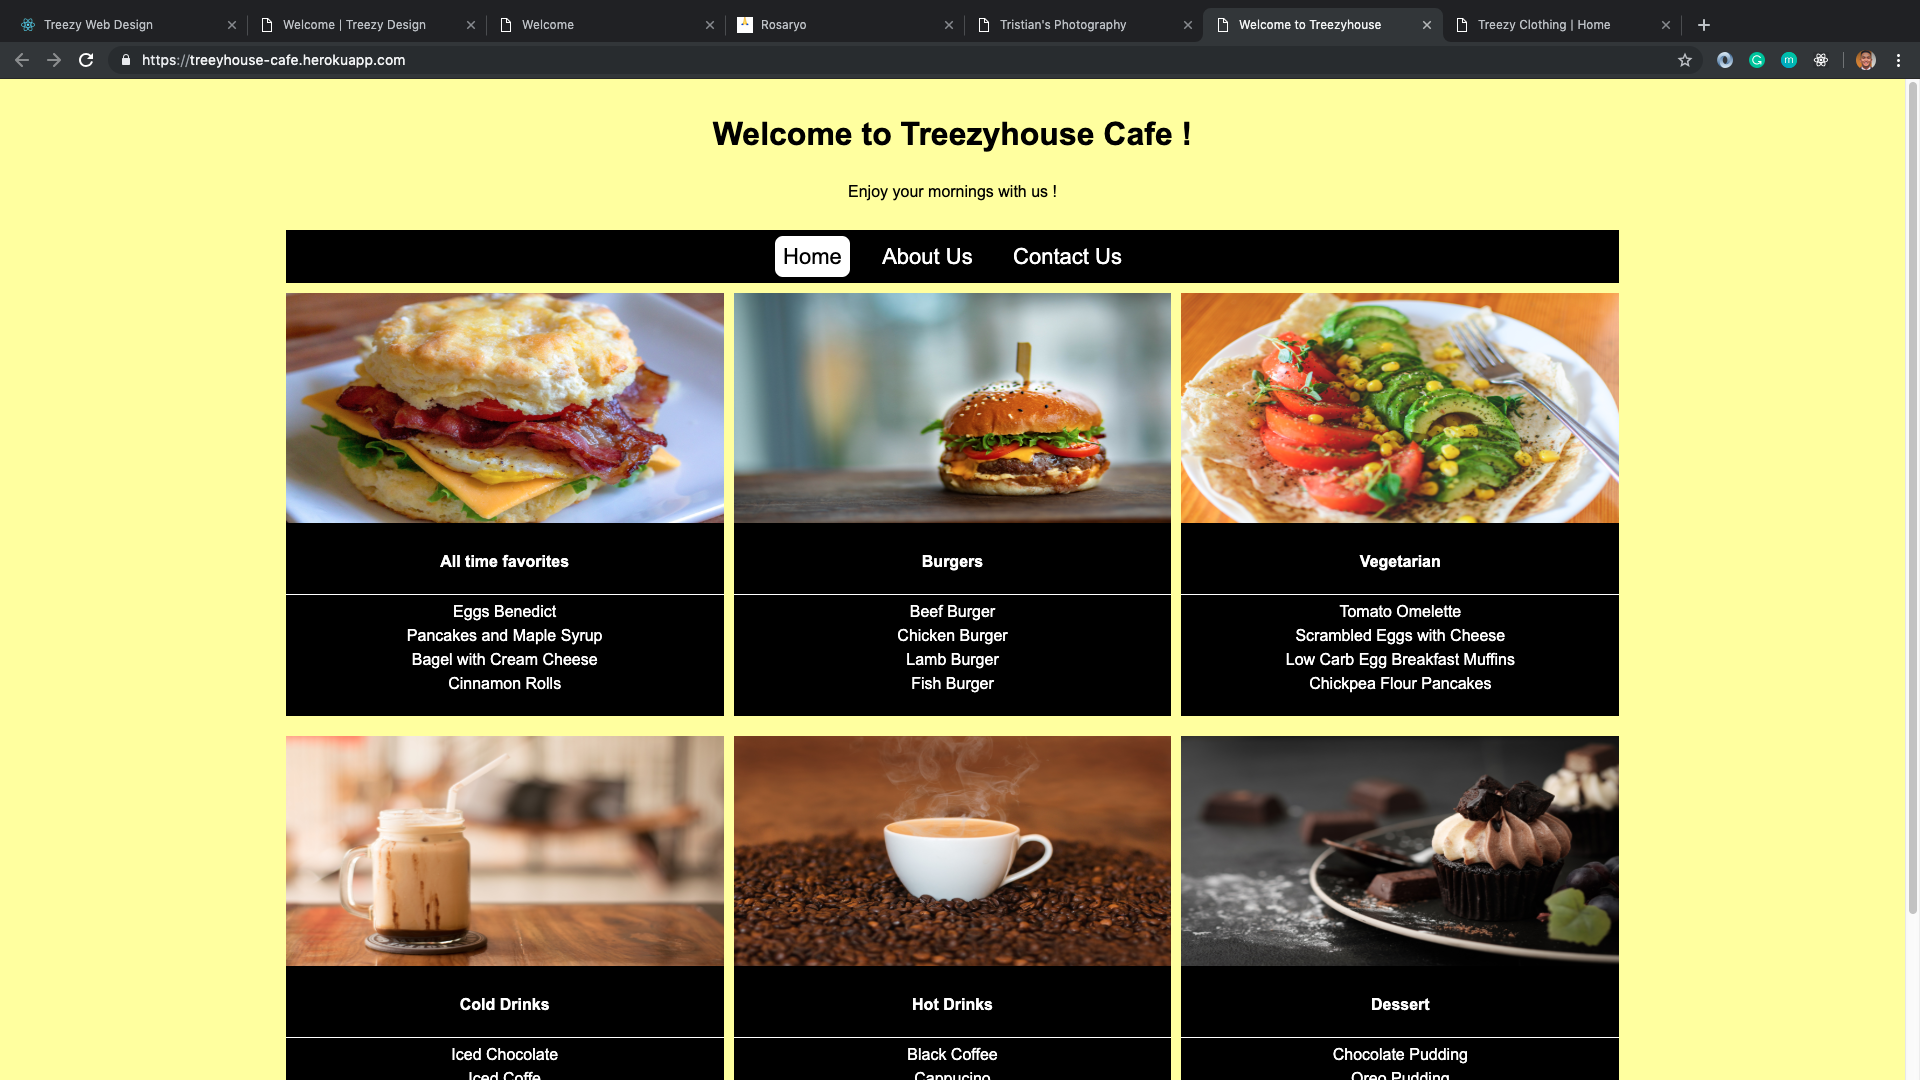 Treezy Web Design
Welcome | Treezy Design
Welcome
Rosaryo
Tristian's Photography
Welcome to Treezyhouse
Treezy Clothing | Home
https://treeyhouse-cafe.herokuapp.com
Welcome to Treezyhouse Cafe !
Enjoy your mornings with us !
Home
About Us
Contact Us
All time favorites
Eggs Benedict
Pancakes and Maple Syrup
Bagel with Cream Cheese
Cinnamon Rolls
Burgers
Beef Burger
Chicken Burger
Lamb Burger
Fish Burger
Vegetarian
Tomato Omelette
Scrambled Eggs with Cheese
Low Carb Egg Breakfast Muffins
Chickpea Flour Pancakes
Cold Drinks
Iced Chocolate
Iced Coffe
Hot Drinks
Black Coffee
Cappucino
Dessert
Chocolate Pudding
Oreo Pudding